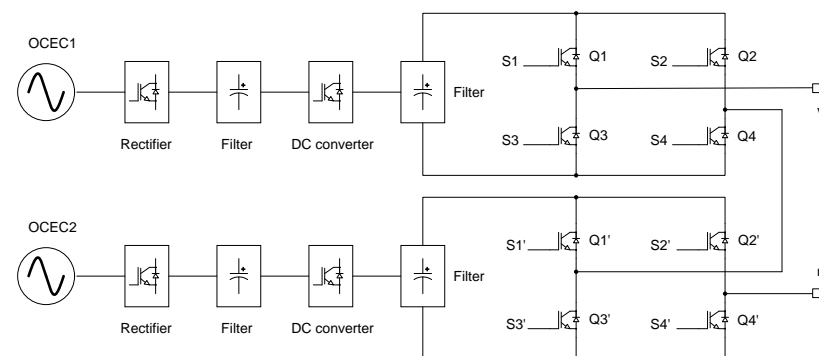 OCEC1
Rectifier
Filter
DC converter
Filter
S1
Q1
S2
Q2
S3
Q3
S4
Q4
OCEC2
Rectifier
Filter
DC converter
Filter
S1'
Q1'
S2'
Q2'
S3'
Q3'
S4'
Q4'